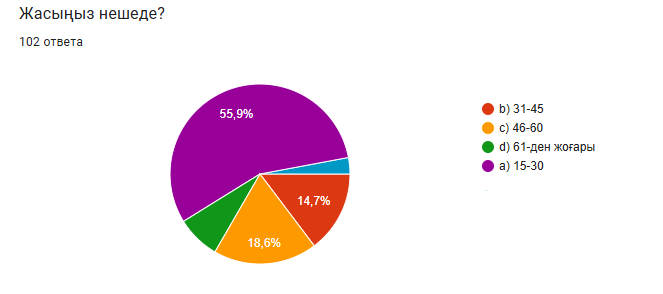 Жасыңыз нешеде?
102 ответа
55,9%
14,7%
18,6%
b) 31-45
c) 46-60
d) 61-ден жоғары
a) 15-30